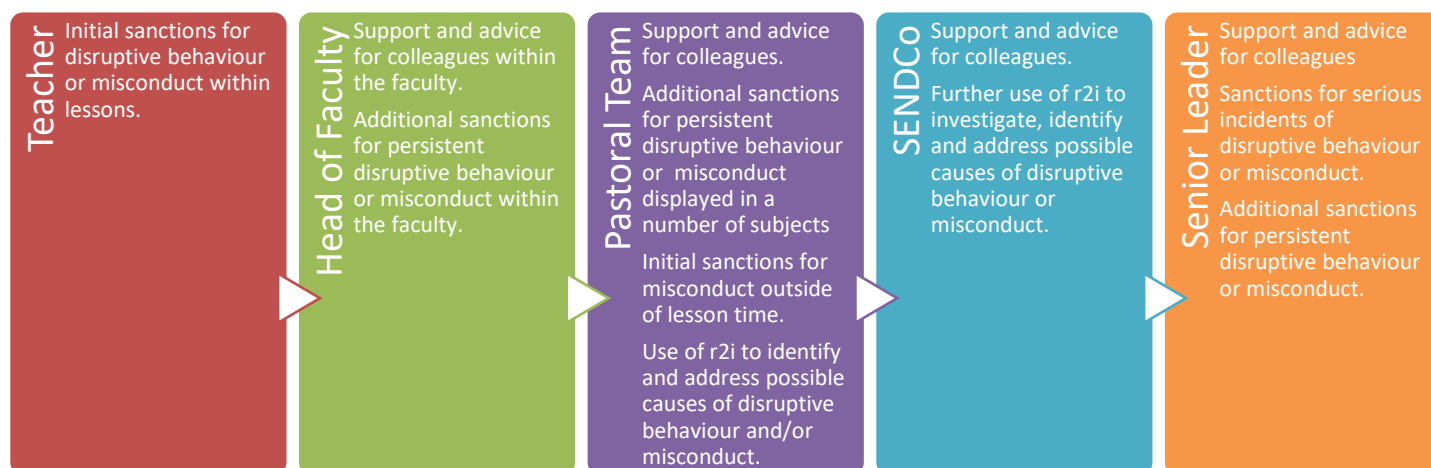 Teacher
Initial sanctions for
disruptive behaviour
or misconduct within
lessons.
Head of Faculty
Support and advice
for colleagues within
the faculty.
Additional sanctions
for persistent
disruptive behaviour
or misconduct within
the faculty.
Pastoral Team
Support and advice
for colleagues.
Additional sanctions
for persistent
disruptive behaviour
or misconduct
displayed in a
number of subjects
Initial sanctions for
misconduct outside
of lesson time.
Use of r2i to identify
and address possible
causes of disruptive
behaviour and/or
misconduct.
SENDCo
Support and advice
for colleagues.
Further use of r2i to
investigate, identify
and address possible
causes of disruptive
behaviour or
misconduct.
Senior Leader
Support and advice
for colleagues
Sanctions for serious
incidents of
disruptive behaviour
or misconduct.
Additional sanctions
for persistent
disruptive behaviour
or misconduct.